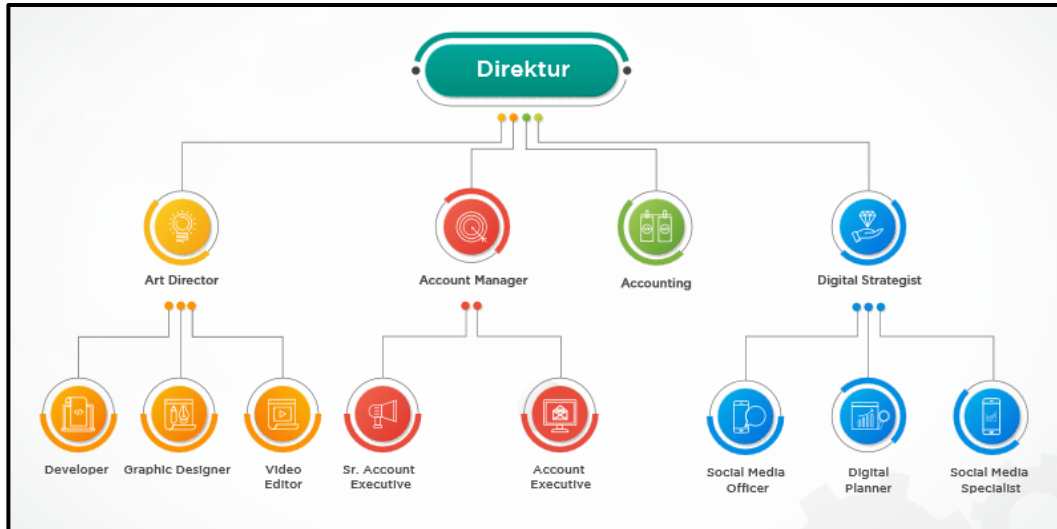 Direktur
Art Director
Account Manager
Accounting
Digital Strategist
Developer
Graphic Designer
Video
Editor
Sr. Account
Executive
Account
Executive
Social Media
Officer
Digital
Planner
Social Media
Specialist